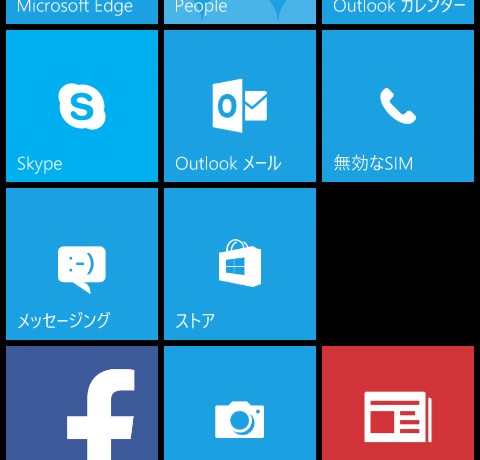 Microsoft Edge
People
Outlook カレンダー
Skype
Outlook メール
無効なSIM
メッセージング
ストア